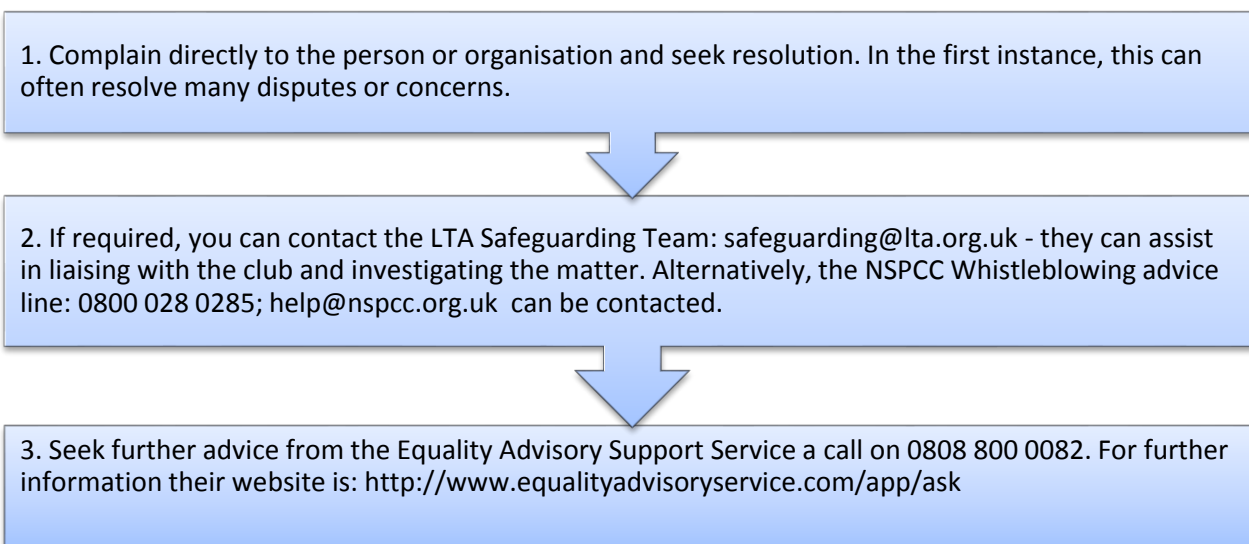 1. Complain directly to the person or organisation and seek resolution. In the first instance, this can
often resolve many disputes or concerns.
2. If required, you can contact the LTA Safeguarding Team: safeguarding@lta.org.uk - they can assist
in liaising with the club and investigating the matter. Alternatively, the NSPCC Whistleblowing advice
line: 0800 028 0285; help@nspcc.org.uk  can be contacted.
3. Seek further advice from the Equality Advisory Support Service a call on 0808 800 0082. For further
information their website is: http://www.equalityadvisoryservice.com/app/ask